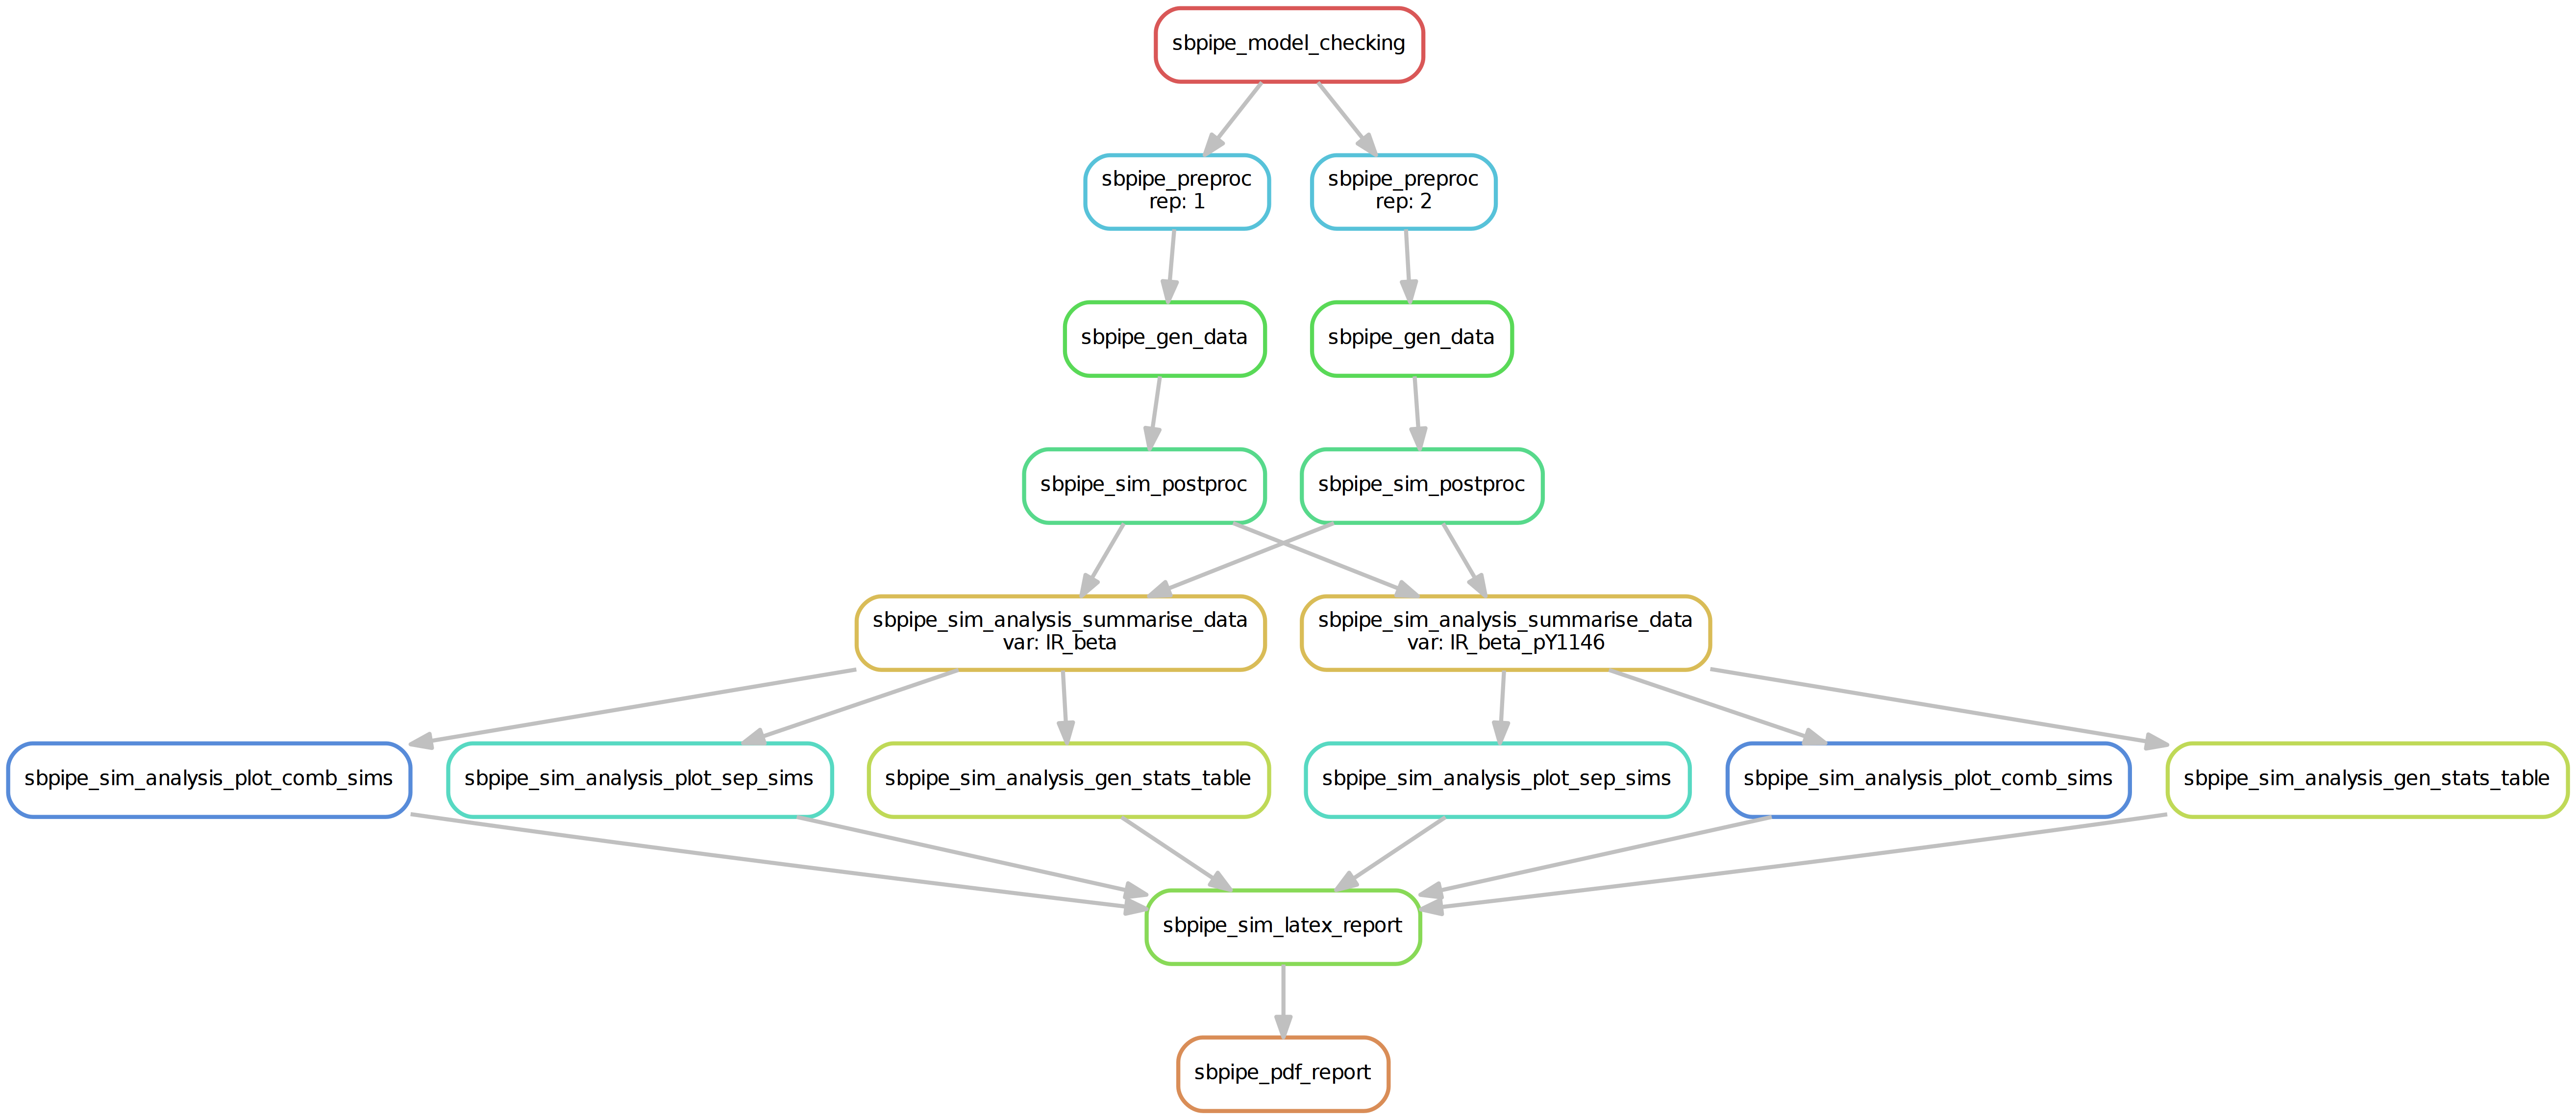 sbpipe_model_checking
sbpipe_preproc
rep: 1
sbpipe_preproc
rep: 2
sbpipe_gen_data
sbpipe_gen_data
sbpipe_sim_postproc
sbpipe_sim_postproc
sbpipe_sim_analysis_summarise_data
var: IR_beta
sbpipe_sim_analysis_summarise_data
var: IR_beta_pY1146
sbpipe_sim_analysis_plot_comb_sims
sbpipe_sim_analysis_plot_sep_sims
sbpipe_sim_analysis_gen_stats_table
sbpipe_sim_analysis_plot_sep_sims
sbpipe_sim_analysis_plot_comb_sims
sbpipe_sim_analysis_gen_stats_table
sbpipe_sim_latex_report
sbpipe_pdf_report